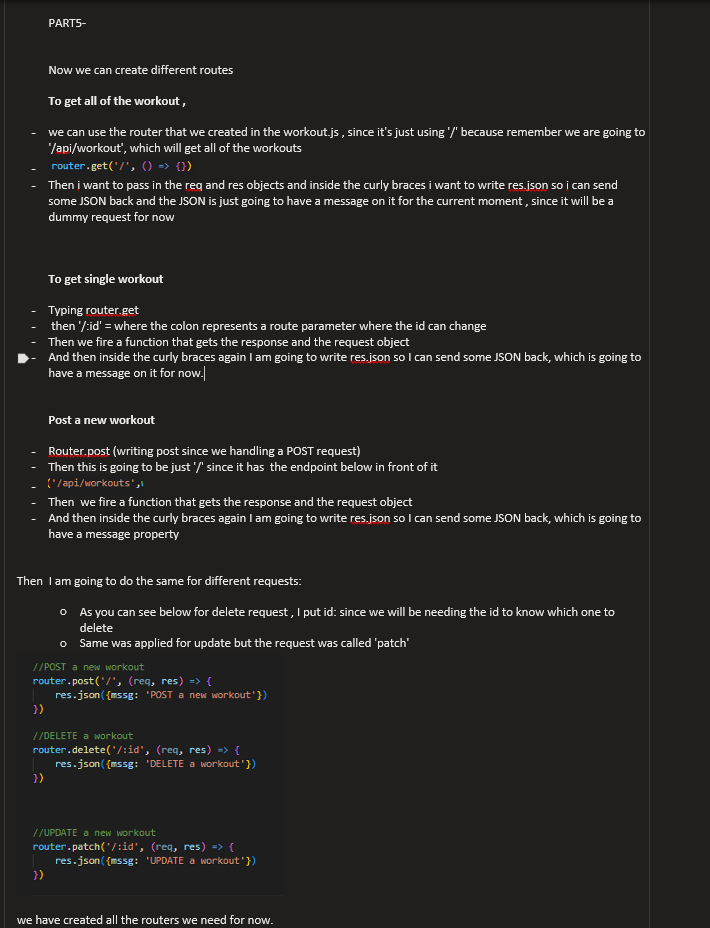 PART5-
Now we can create different routes
To get all of the workout ,
- we can use the router that we created in the workout.js , since it's just using '/' because remember we are going to
'/api/workout', which will get all of the workouts
- router.get('/', () => {})
- Then i want to pass in the req and res objects and inside the curly braces i want to write res.json so i can send
some JSON back and the JSON is just going to have a message on it for the current moment , since it will be a
dummy request for now
To get single workout
- Typing router.get
- then '/:id' = where the colon represents a route parameter where the id can change
- Then we fire a function that gets the response and the request object
- And then inside the curly braces again I am going to write res.json so I can send some JSON back, which is going to
have a message on it for now.
Post a new workout
- Router.post (writing post since we handling a POST request)
- Then this is going to be just '/' since it has the endpoint below in front of it
- ('/api/workouts',
- Then we fire a function that gets the response and the request object
- And then inside the curly braces again I am going to write res.json so I can send some JSON back, which is going to
have a message property
Then I am going to do the same for different requests:
o As you can see below for delete request , I put id: since we will be needing the id to know which one to
delete
o Same was applied for update but the request was called 'patch'
//POST a new workout
router.post('/', (req, res) => {
res.json({mssg: 'POST a new workout'})
})
//DELETE a workout
router.delete('/:id', (req, res) => {
res.json({mssg: 'DELETE a workout'})
})
//UPDATE a new workout
router.patch('/:id', (req, res) => {
res.json({mssg: 'UPDATE a workout'})
})
we have created all the routers we need for now.